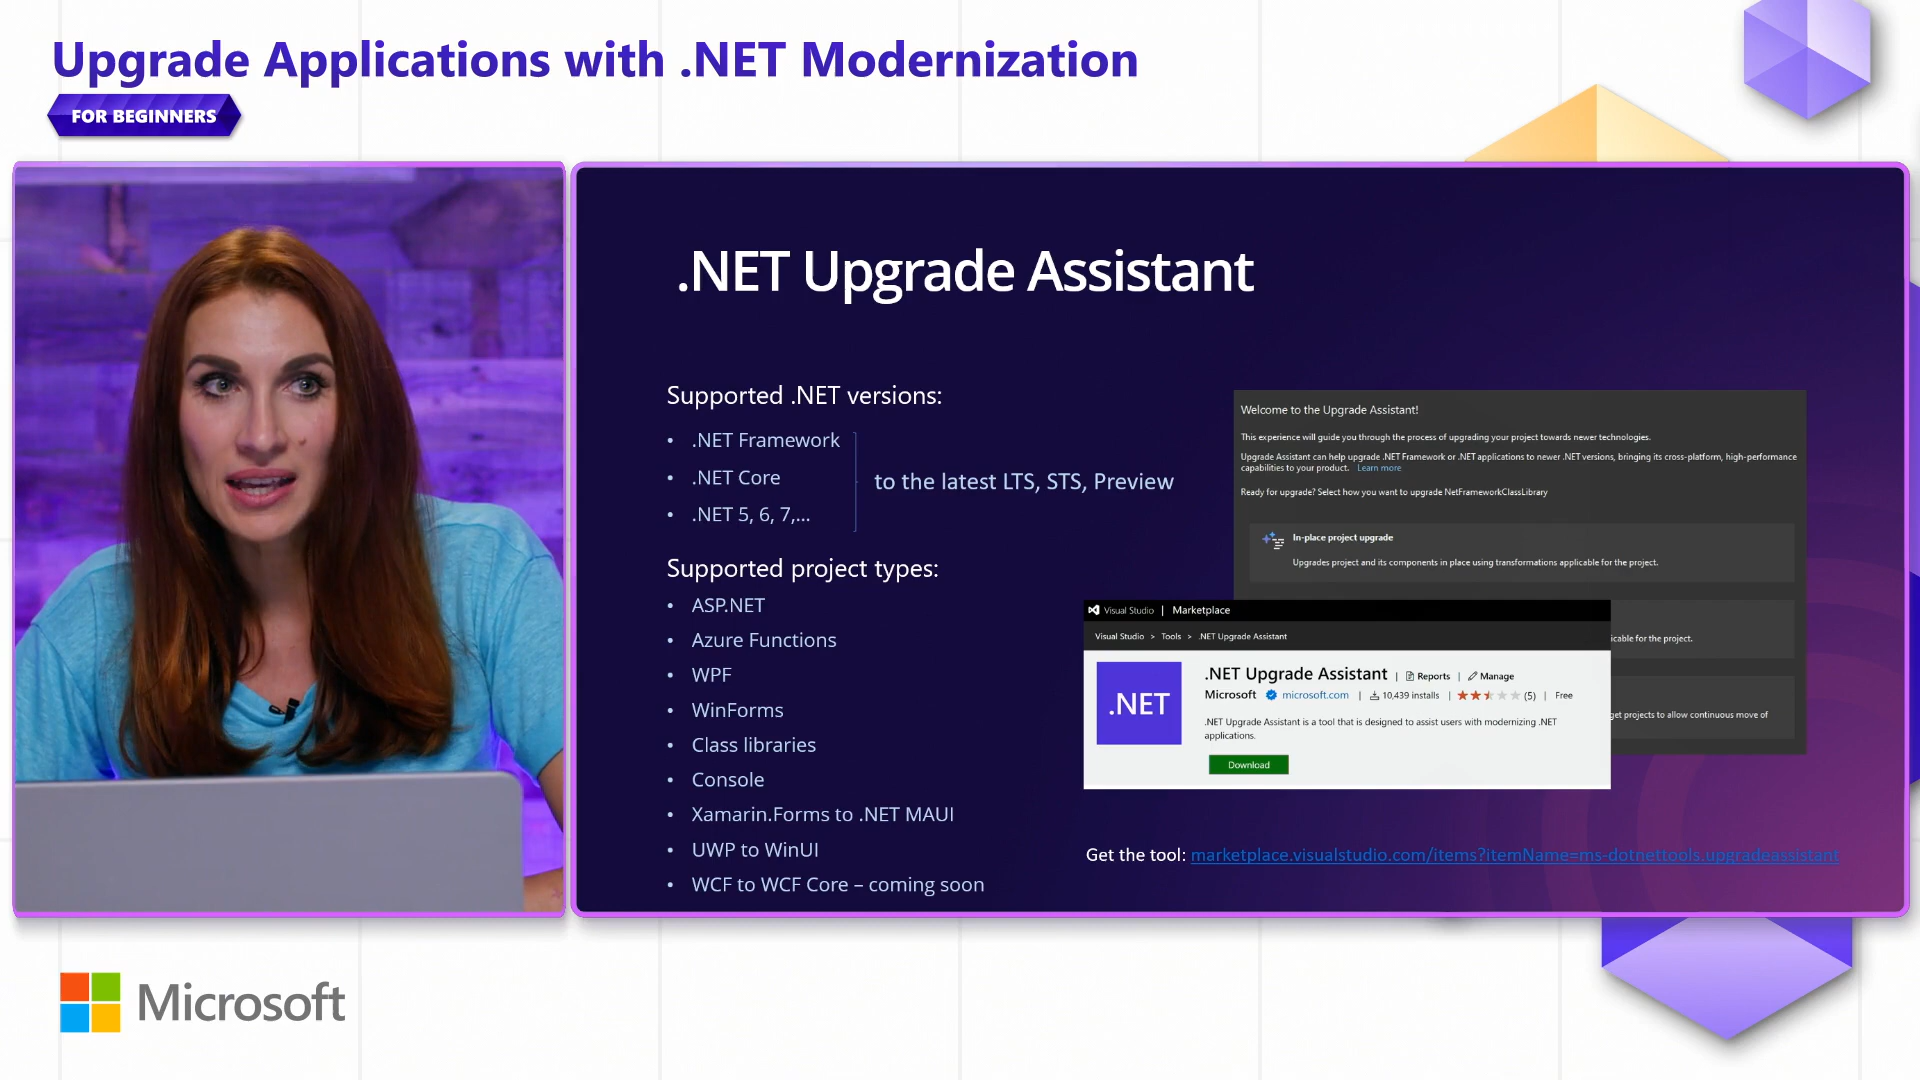 Upgrade Applications with .NET Modernization
FOR BEGINNERS
.NET Upgrade Assistant
Supported .NET versions:
• .NET Framework
• .NET Core
• .NET 5, 6, 7,...
to the latest LTS, STS, Preview
Supported project types:
• ASP.NET
• Azure Functions
• WPF
• WinForms
• Class libraries
• Console
• Xamarin.Forms to .NET MAUI
• UWP to WinUI
• WCF to WCF Core – coming soon
Welcome to the Upgrade Assistant!
This experience will guide you through the process of upgrading your project towards newer technologies.
Upgrade Assistant can help upgrade .NET Framework or .NET applications to newer .NET versions, bringing its cross-platform, high-performance
capabilities to your product. Learn more
Ready for upgrade? Select how you want to upgrade NetFrameworkClassLibrary
In-place project upgrade
Upgrades project and its components in place using transformations applicable for the project.
icable for the project.
get projects to allow continuous move of
Visual Studio | Marketplace
Visual Studio > Tools > .NET Upgrade Assistant
.NET
.NET Upgrade Assistant | Reports | Manage
Microsoft microsoft.com | 10,439 installs | (5) | Free
.NET Upgrade Assistant is a tool that is designed to assist users with modernizing .NET
applications.
Download
Get the tool: marketplace.visualstudio.com/items?itemName=ms-dotnettools.upgradeassistant
Microsoft